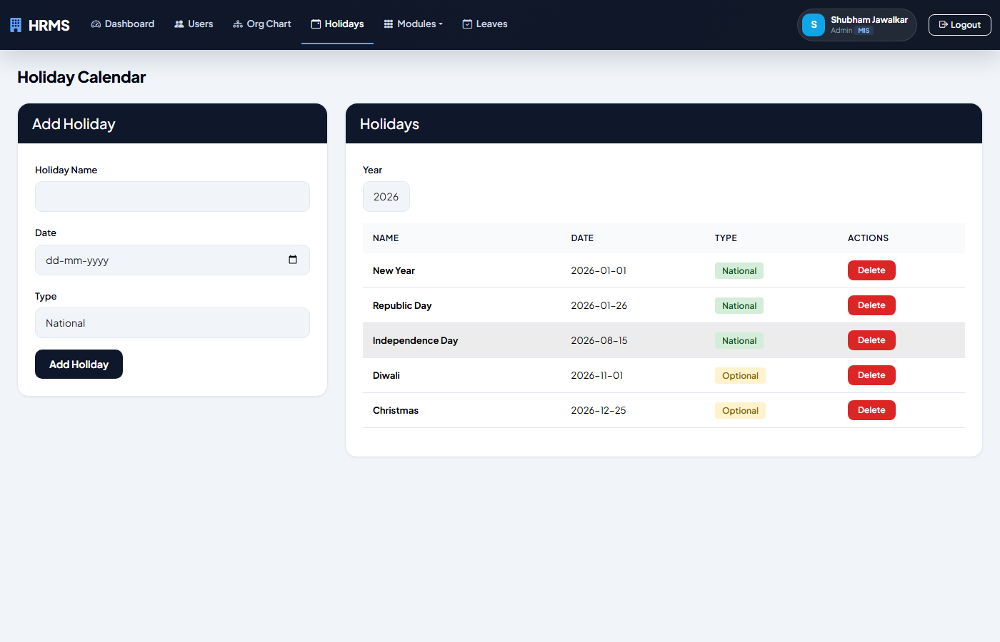 HRMS Dashboard Users Org Chart Holidays Modules Leaves S Shubham Jawalkar Admin MIS Logout
Holiday Calendar
Add Holiday
Holiday Name
Date
dd-mm-yyyy
Type
National
Add Holiday
Holidays
Year
2026
NAME DATE TYPE ACTIONS
New Year 2026-01-01 National Delete
Republic Day 2026-01-26 National Delete
Independence Day 2026-08-15 National Delete
Diwali 2026-11-01 Optional Delete
Christmas 2026-12-25 Optional Delete